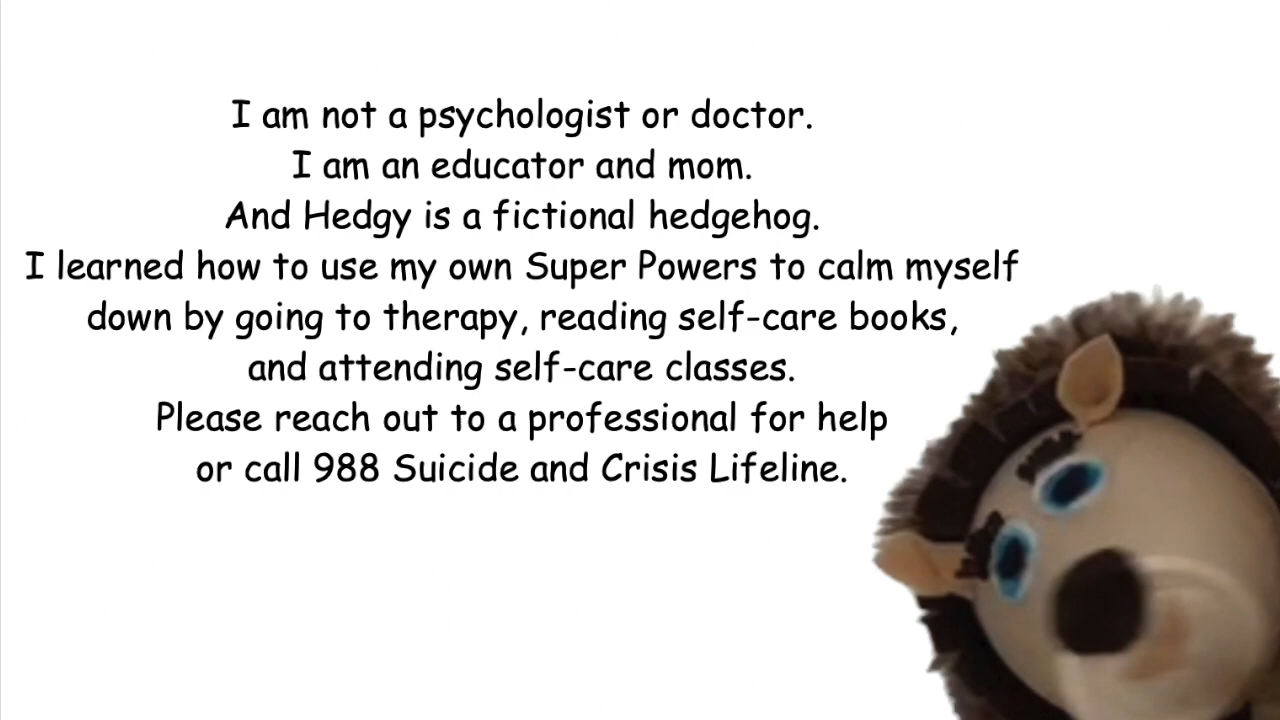 I am not a psychologist or doctor.
I am an educator and mom.
And Hedgy is a fictional hedgehog.
I learned how to use my own Super Powers to calm myself
down by going to therapy, reading self-care books,
and attending self-care classes.
Please reach out to a professional for help
or call 988 Suicide and Crisis Lifeline.